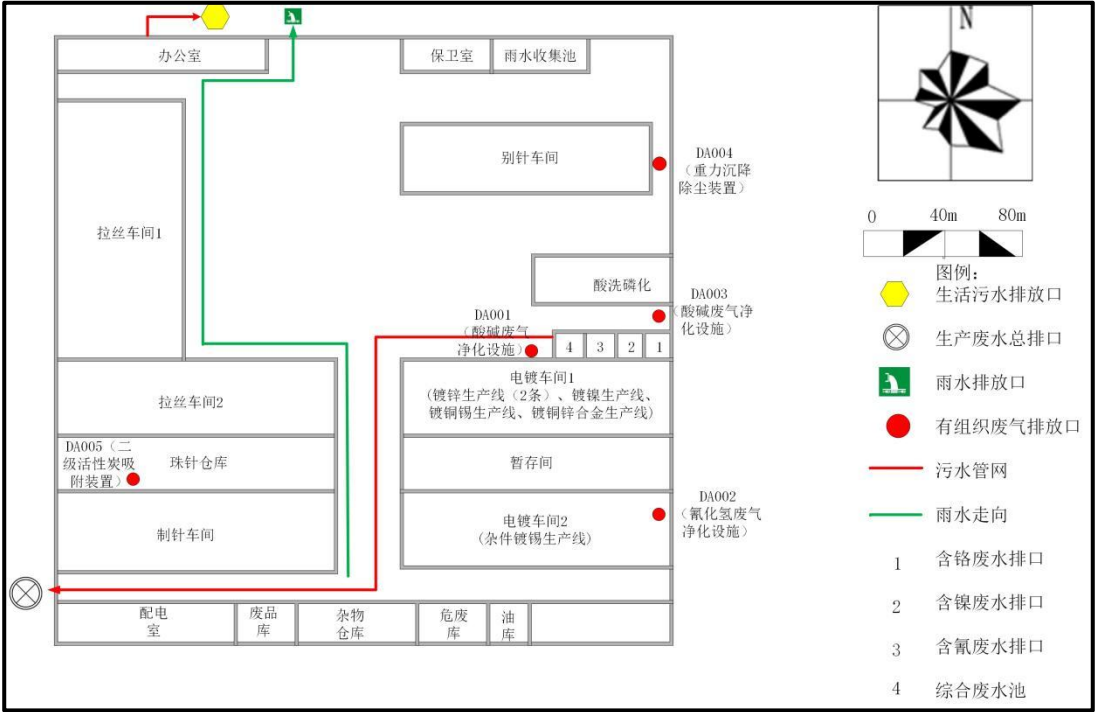 办公室
保卫室
雨水收集池
N
别针车间
DA004
（重力沉降
除尘装置）
拉丝车间1
0 40m 80m
酸洗磷化
DA003
（酸碱废气净
化设施）
DA001
（酸碱废气
净化设施）
4 3 2 1
拉丝车间2
电镀车间1
(镀锌生产线（2条）、镀镍生产线、
镀铜锡生产线、镀铜锌合金生产线)
DA005（二
级活性炭吸
附装置）
珠针仓库
暂存间
制针车间
电镀车间2
(杂件镀锡生产线)
DA002
（氰化氢废气
净化设施）
配电
室
废品
库
杂物
仓库
危废
库
油
库
图例：
生活污水排放口
生产废水总排口
雨水排放口
有组织废气排放口
污水管网
雨水走向
1 含铬废水排口
2 含镍废水排口
3 含氰废水排口
4 综合废水池